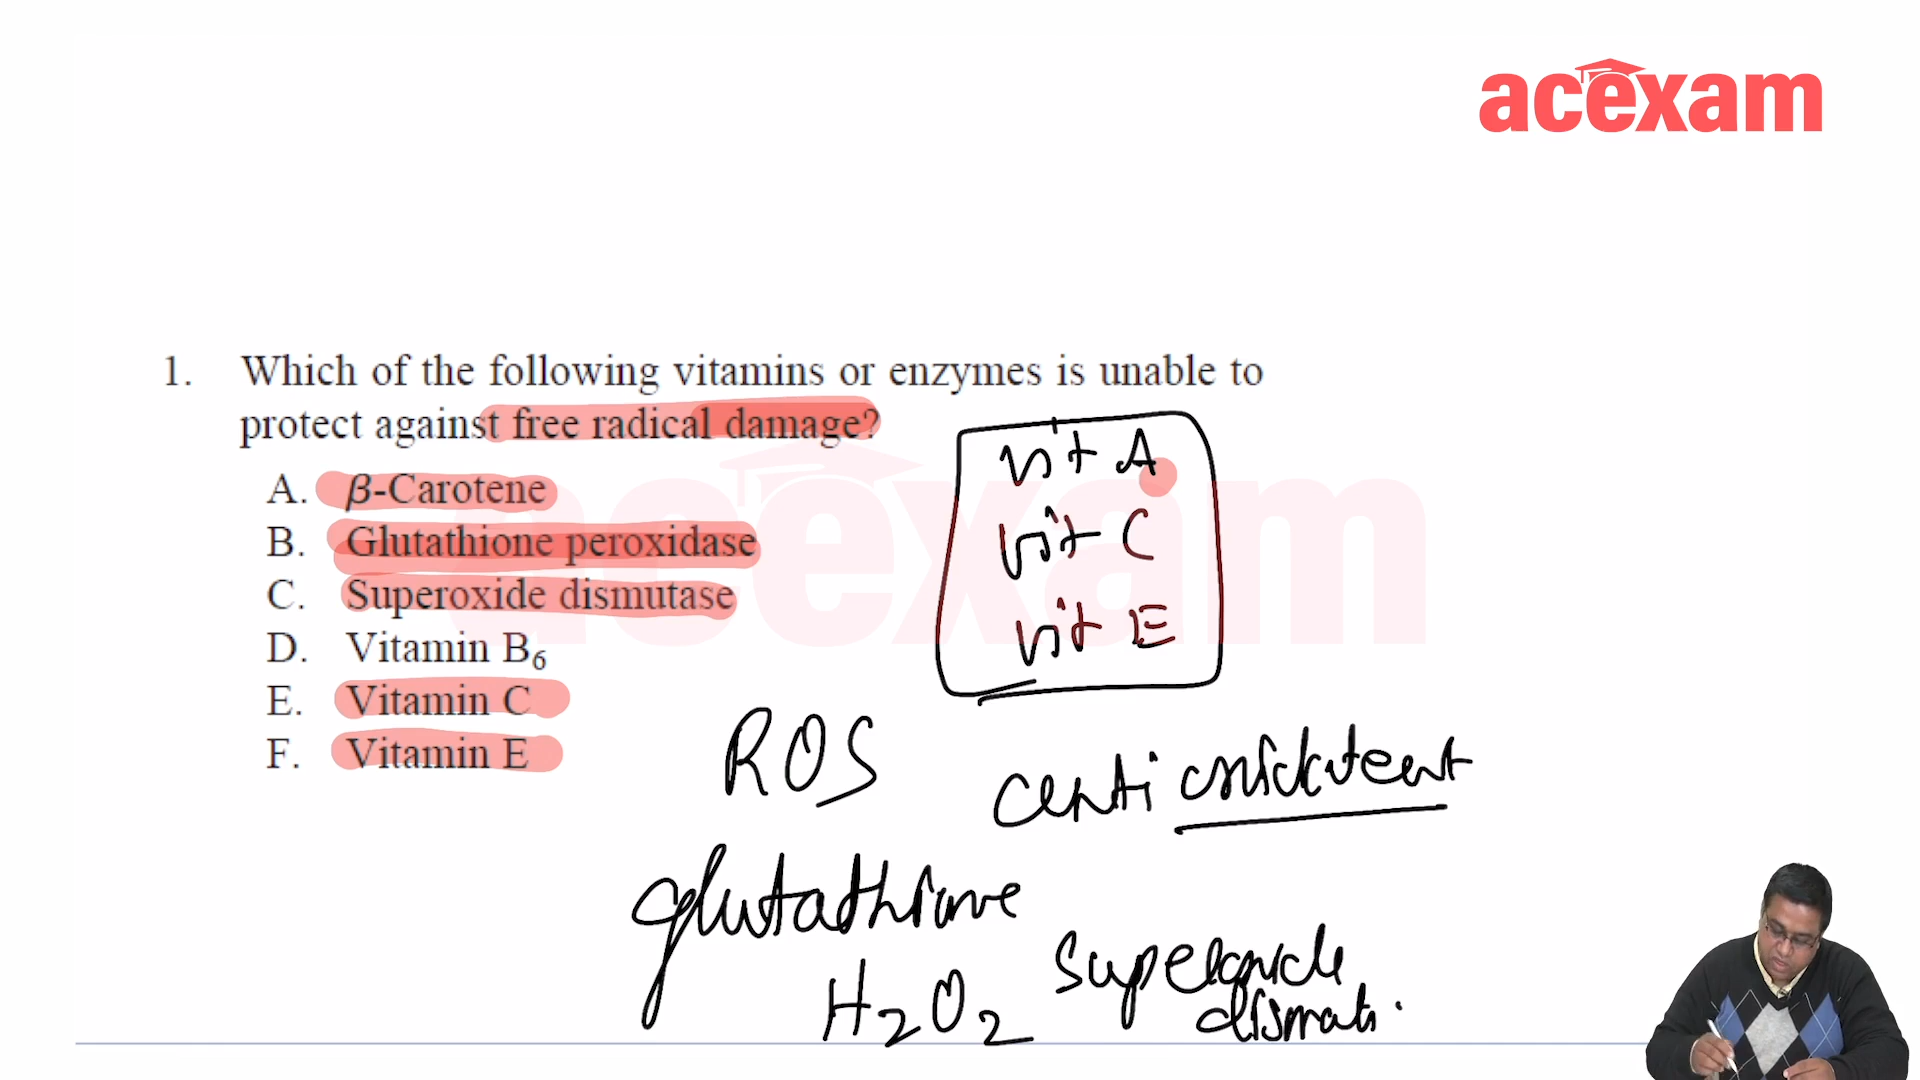 acexam
1. Which of the following vitamins or enzymes is unable to
protect against free radical damage?
A. β-Carotene
B. Glutathione peroxidase
C. Superoxide dismutase
D. Vitamin B₆
E. Vitamin C
F. Vitamin E
acexam
vit A
vit C
vit E
ROS
glutathione
H₂O₂